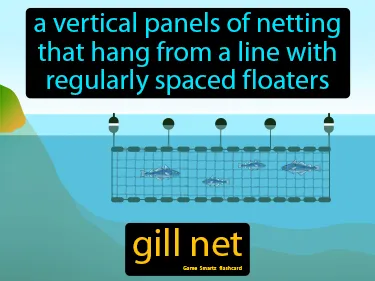 a vertical panels of netting
that hang from a line with
regularly spaced floaters
gill net
Game Smartz flashcard